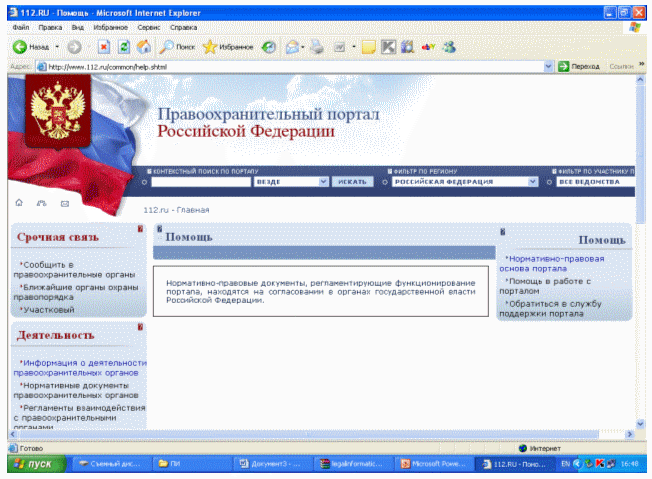 112.RU - Помощь - Microsoft Internet Explorer
Файл Правка Вид Избранное Сервис Справка
Назад Поиск Избранное
Адрес: http://www.112.ru/common/help.shtml Переход Ссылки
Правоохранительный портал
Российской Федерации
КОНТЕКСТНЫЙ ПОИСК ПО ПОРТАЛУ ФИЛЬТР ПО РЕГИОНУ ФИЛЬТР ПО УЧАСТНИКУ П
ВЕЗДЕ ИСКАТЬ РОССИЙСКАЯ ФЕДЕРАЦИЯ ВСЕ ВЕДОМСТВА
112.ru - Главная
Срочная связь
*Сообщить в
правоохранительные органы
*Ближайшие органы охраны
правопорядка
*Участковый
Деятельность
*Информация о деятельности
правоохранительных органов
*Нормативные документы
правоохранительных органов
*Регламенты взаимодействия
с правоохранительными
органами
Помощь
Нормативно-правовые документы, регламентирующие функционирование
портала, находятся на согласовании в органах государственной власти
Российской Федерации.
Помощь
*Нормативно-правовая
основа портала
*Помощь в работе с
порталом
*Обратиться в службу
поддержки портала
Готово Интернет
пуск Съемный дис... ПИ Документ3 - ... legalinformatic... Microsoft Powe... 112.RU - Помо... EN 16:48